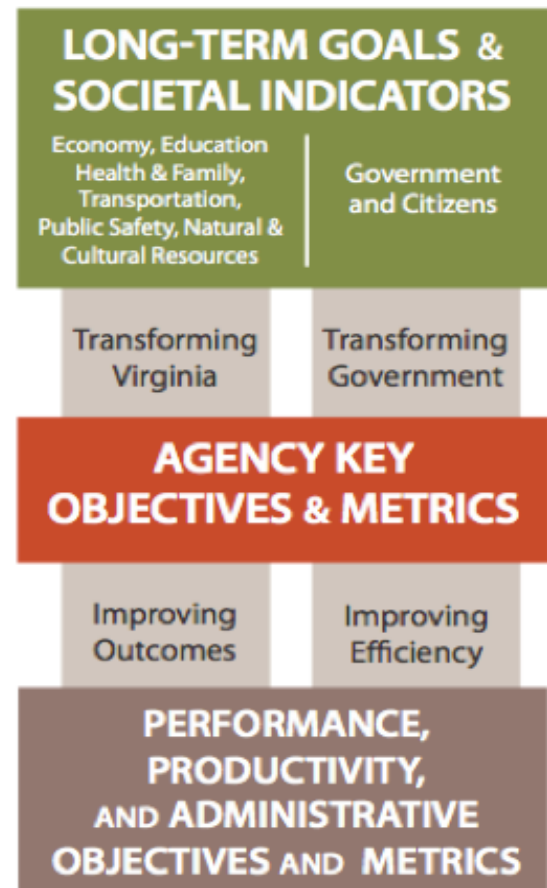 LONG-TERM GOALS &
SOCIETAL INDICATORS
Economy, Education
Health & Family,
Transportation,
Public Safety, Natural &
Cultural Resources
Government
and Citizens
Transforming
Virginia
Transforming
Government
AGENCY KEY
OBJECTIVES & METRICS
Improving
Outcomes
Improving
Efficiency
PERFORMANCE,
PRODUCTIVITY,
AND ADMINISTRATIVE
OBJECTIVES AND METRICS